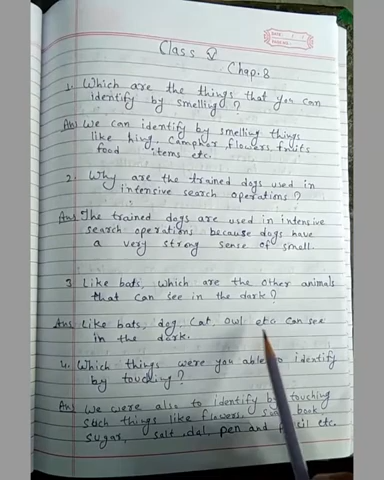 Class V
Chap. 8
1. Which are the things that you can
identify by smelling?
Ans We can identify by smelling things
like hing, camphor, flowers, fruits
food items etc.
2. Why are the trained dogs used in
intensive search operations?
Ans The trained dogs are used in intensive
search operations because dogs have
a very strong sense of smell.
3 Like bats, which are the other animals
that can see in the dark?
Ans Like bats, dog, cat, owl etc can see
in the dark.
4. Which things were you able to identify
by touching?
Ans We were also to identify by touching
such things like flowers, book
sugar, salt, dal, pen and etc.